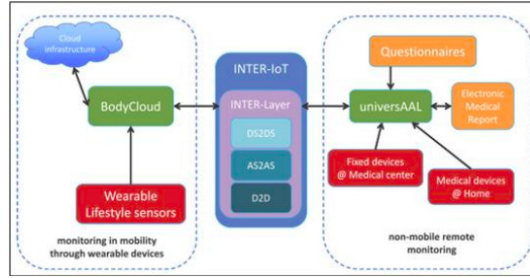 Cloud
infrastructure
BodyCloud
Wearable
Lifestyle sensors
monitoring in mobility
through wearable devices
INTER-IoT
INTER-Layer
DS2DS
AS2AS
D2D
Questionnaires
universAAL
Electronic
Medical
Report
Fixed devices
@ Medical center
Medical devices
@ Home
non-mobile remote
monitoring